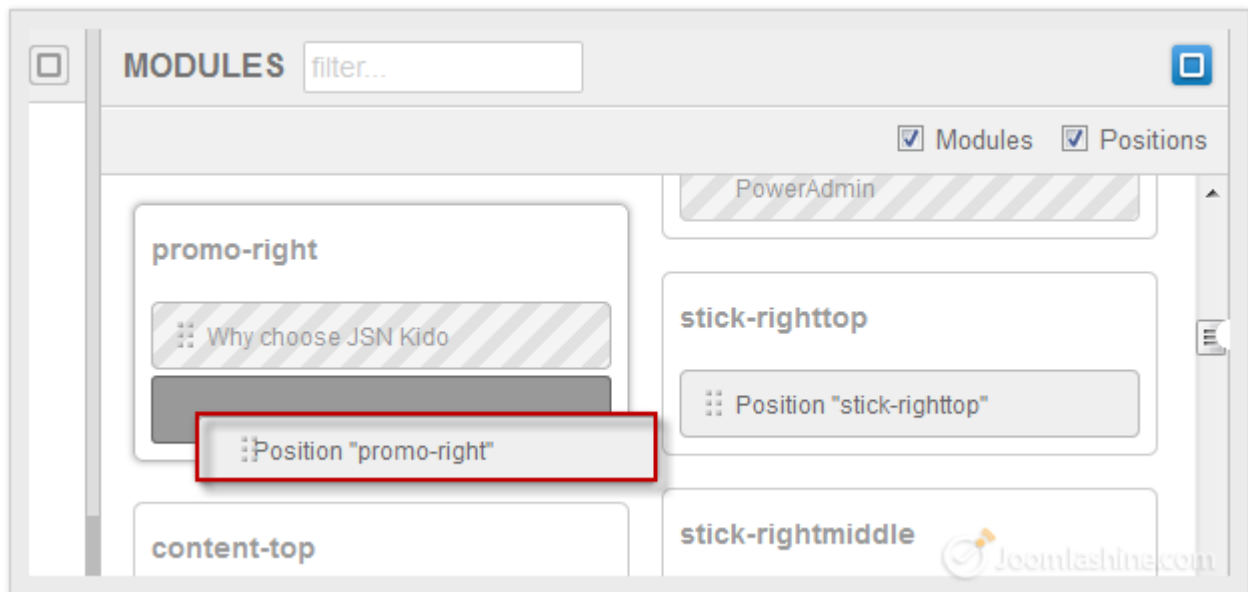 MODULES filter...
Modules Positions
promo-right
Why choose JSN Kido
Position "promo-right"
content-top
PowerAdmin
stick-righttop
Position "stick-righttop"
stick-rightmiddle
Joomlashine.com